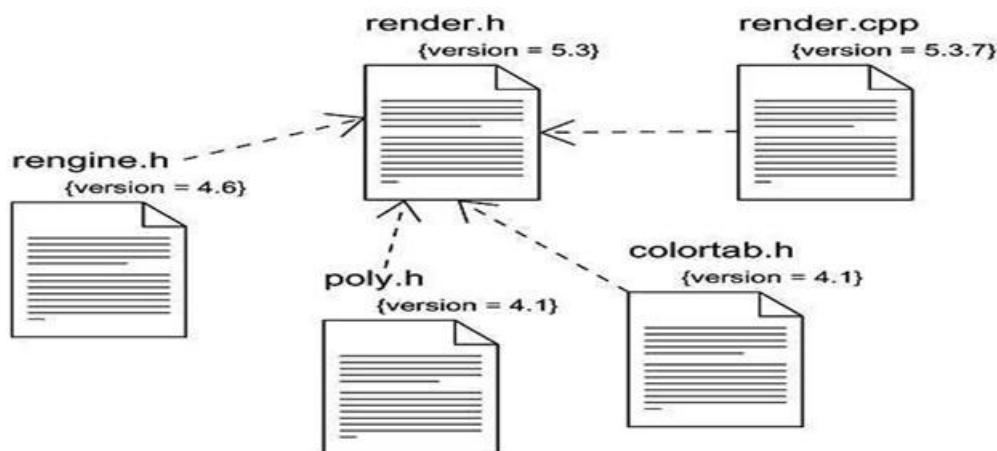 render.h
{version = 5.3}
render.cpp
{version = 5.3.7}
rengine.h
{version = 4.6}
poly.h
{version = 4.1}
colortab.h
{version = 4.1}